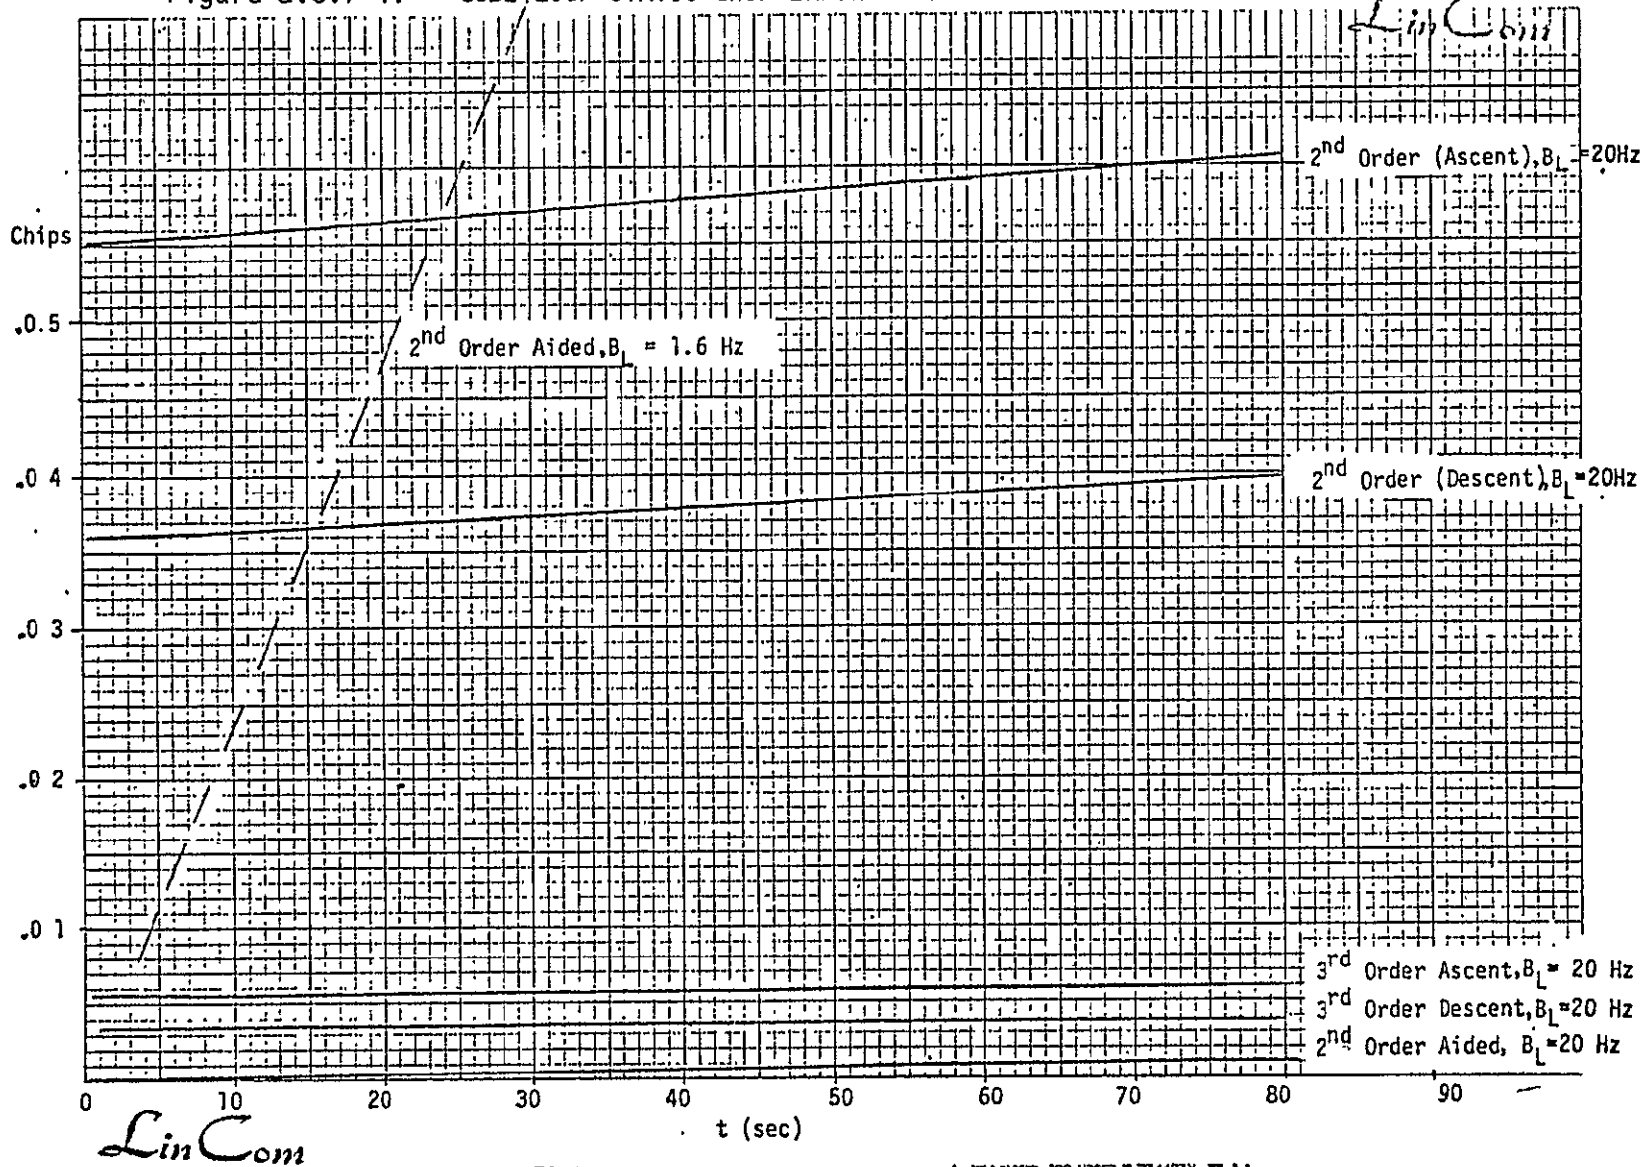 LinCom
2nd Order (Ascent),BL=20Hz
Chips
.0.5
2nd Order Aided,BL = 1.6 Hz
.0 4
2nd Order (Descent),BL=20Hz
.0 3
.0 2
.0 1
3rd Order Ascent,BL= 20 Hz
3rd Order Descent,BL=20 Hz
2nd Order Aided, BL=20 Hz
0 10 20 30 40 50 60 70 80 90
t (sec)
LinCom